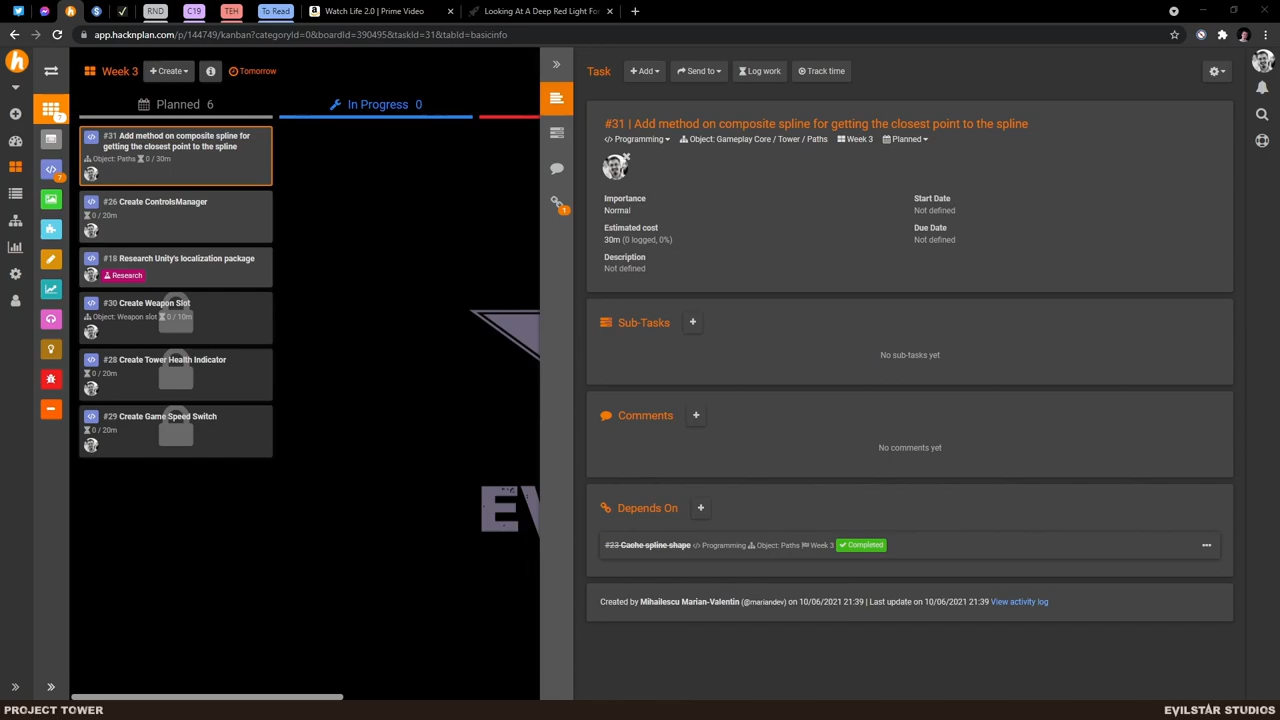 RND
C19
TEH
To Read
Watch Life 2.0 | Prime Video
Looking At A Deep Red Light For
app.hacknplan.com/p/144749/kanban?categoryId=0&boardId=390495&taskId=31&tabId=basicinfo
Week 3
Create
Tomorrow
Planned 6
In Progress 0
7
7
#31 Add method on composite spline for
getting the closest point to the spline
Object: Paths 0 / 30m
#26 Create ControlsManager
0 / 20m
#18 Research Unity's localization package
Research
#30 Create Weapon Slot
Object: Weapon slot 0 / 10m
#28 Create Tower Health Indicator
0 / 20m
#29 Create Game Speed Switch
0 / 20m
EV
1
Task
Add
Send to
Log work
Track time
#31 | Add method on composite spline for getting the closest point to the spline
Programming Object: Gameplay Core / Tower / Paths Week 3 Planned
Importance
Normal
Start Date
Not defined
Estimated cost
30m (0 logged, 0%)
Due Date
Not defined
Description
Not defined
Sub-Tasks
No sub-tasks yet
Comments
No comments yet
Depends On
#23 Cache spline shape Programming Object: Paths Week 3 Completed
Created by Mihailescu Marian-Valentin (@mariandev) on 10/06/2021 21:39 | Last update on 10/06/2021 21:39 View activity log
PROJECT TOWER
EVILSTAR STUDIOS